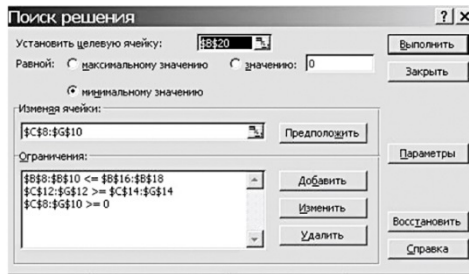 Поиск решения
Установить целевую ячейку: $B$20
Выполнить
Равной: максимальному значению значению: 0
Закрыть
минимальному значению
Изменяя ячейки:
$C$8:$G$10 Предположить
Ограничения:
Параметры
$B$8:$B$10 <= $B$16:$B$18
Добавить
$C$12:$G$12 >= $C$14:$G$14
$C$8:$G$10 >= 0
Изменить
Восстановить
Удалить
Справка